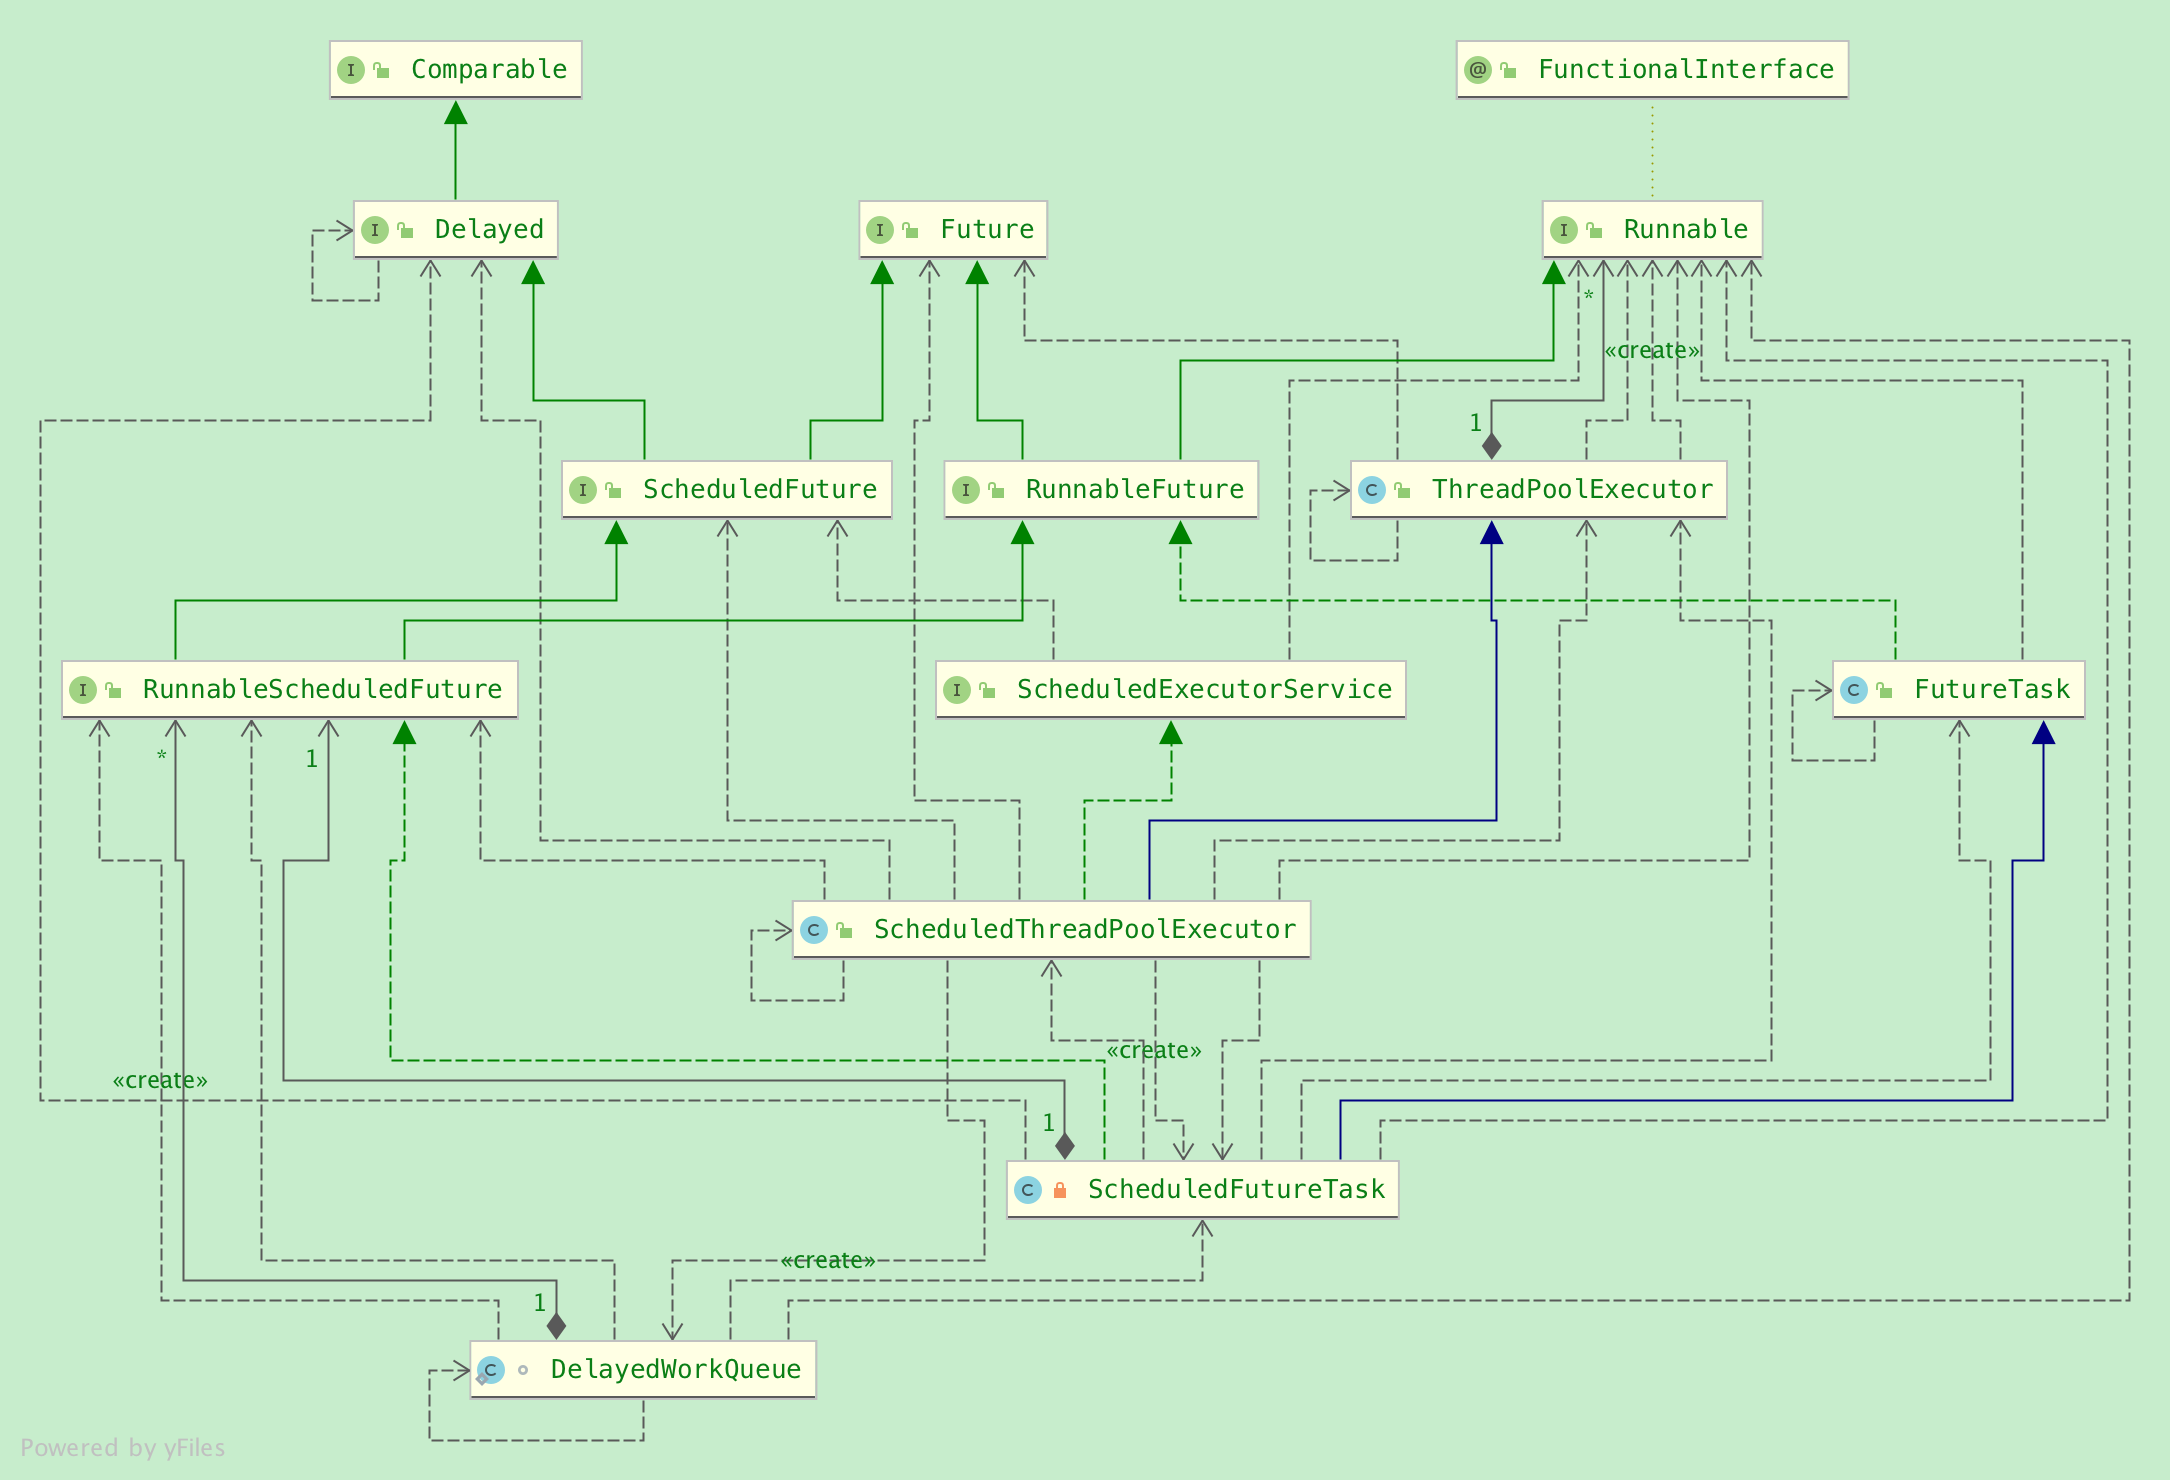 I Comparable
@ FunctionalInterface
I Delayed
I Future
I Runnable
*
«create»
1
I ScheduledFuture
I RunnableFuture
C ThreadPoolExecutor
I RunnableScheduledFuture
I ScheduledExecutorService
C FutureTask
*
1
C ScheduledThreadPoolExecutor
«create»
«create»
1
C ScheduledFutureTask
«create»
1
C DelayedWorkQueue
Powered by yFiles